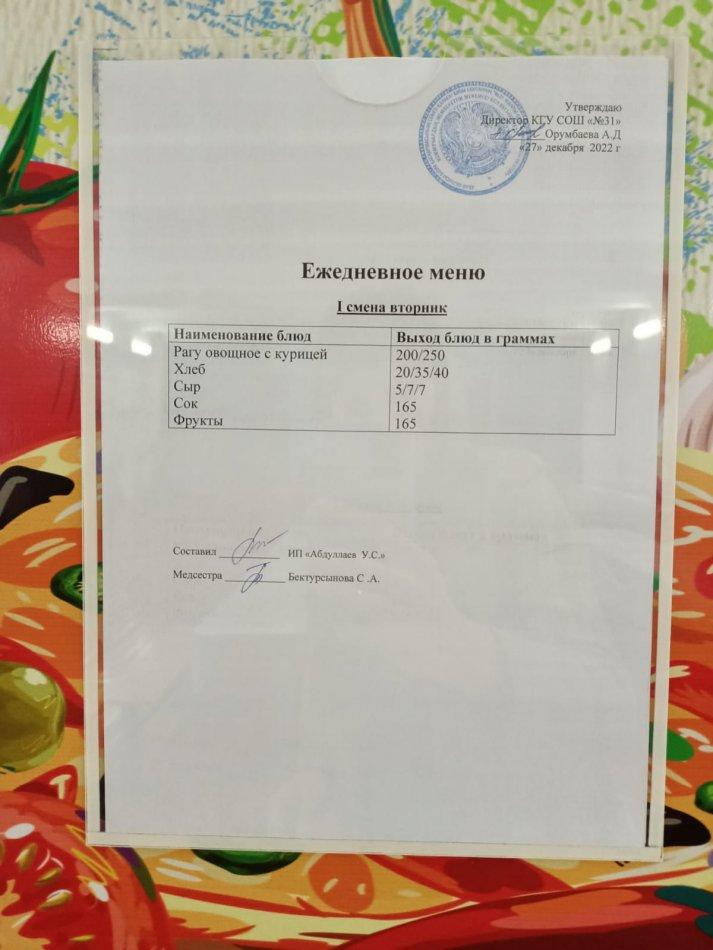 Утверждаю
Директор КГУ СОШ «№31»
Орумбаева А.Д
«27» декабря 2022 г
Ежедневное меню
I смена вторник
Наименование блюд Выход блюд в граммах
Рагу овощное с курицей 200/250
Хлеб 20/35/40
Сыр 5/7/7
Сок 165
Фрукты 165
Составил ИП «Абдуллаев У.С.»
Медсестра Бектурсынова С .А.